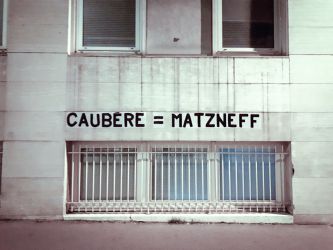 CAUBÈRE = MATZNEFF